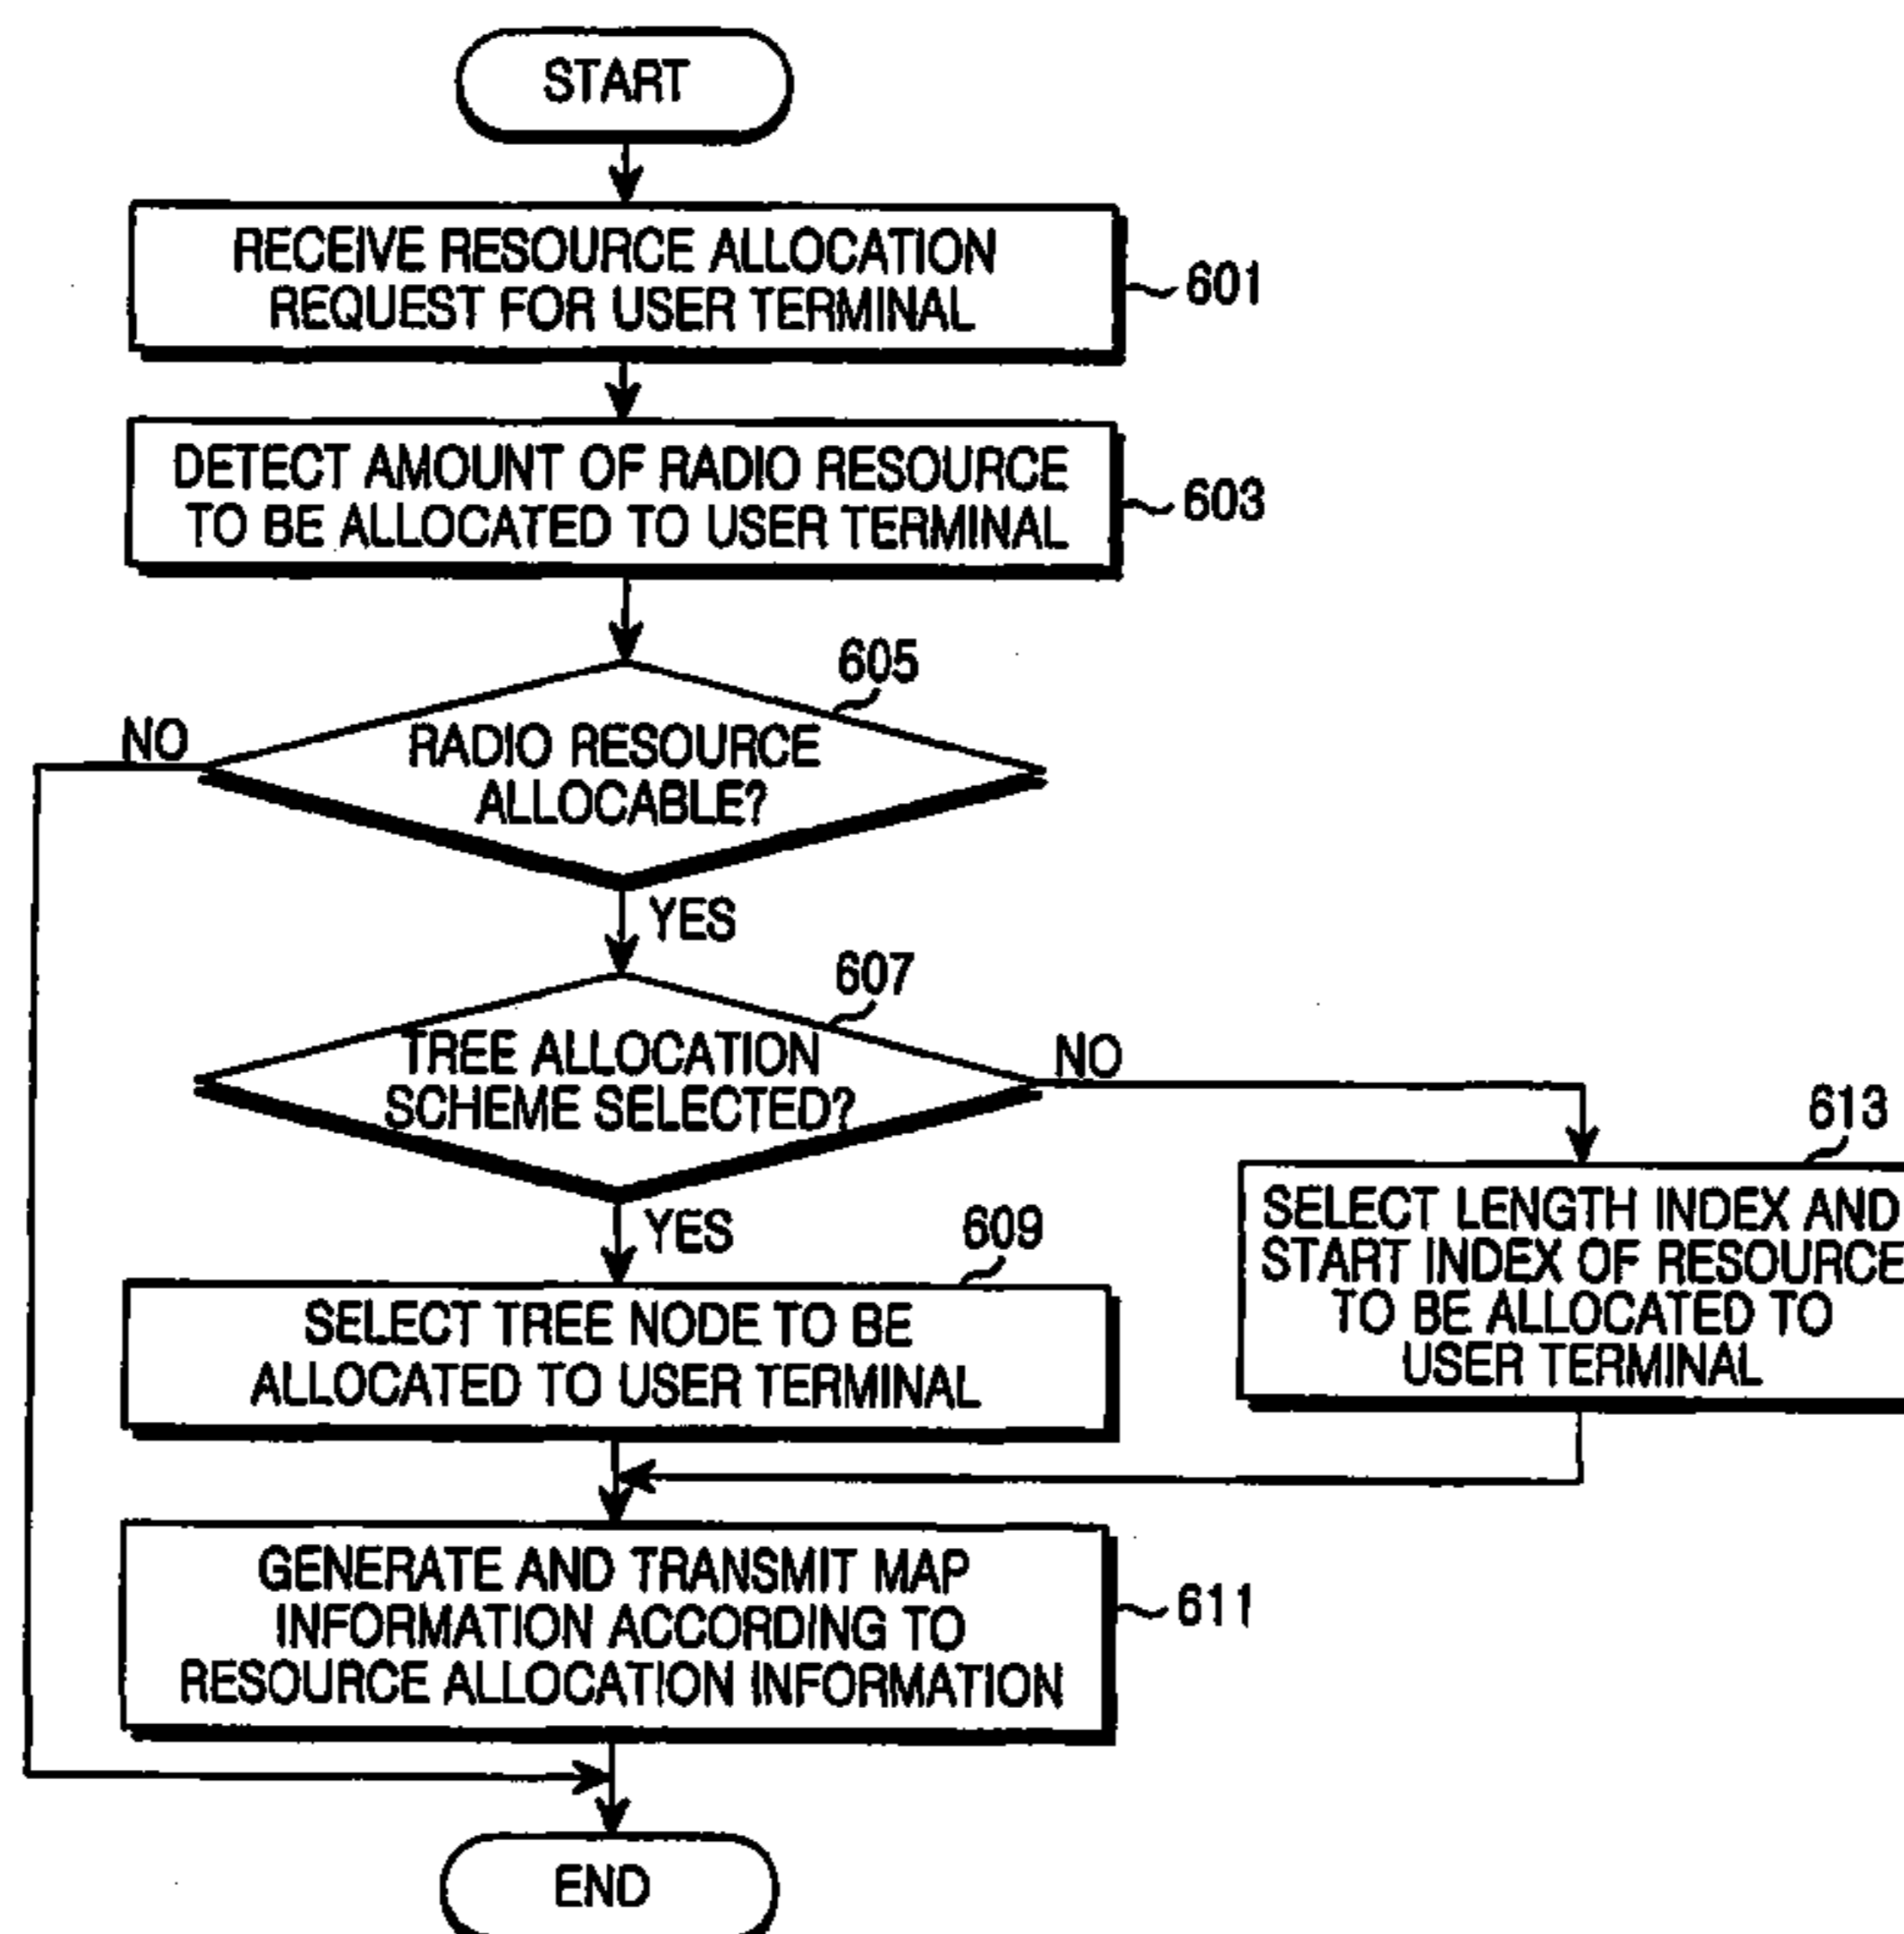 START
RECEIVE RESOURCE ALLOCATION
REQUEST FOR USER TERMINAL
601
DETECT AMOUNT OF RADIO RESOURCE
TO BE ALLOCATED TO USER TERMINAL
603
605
NO
RADIO RESOURCE
ALLOCABLE?
YES
607
TREE ALLOCATION
SCHEME SELECTED?
NO
613
YES
609
SELECT LENGTH INDEX AND
START INDEX OF RESOURCE
TO BE ALLOCATED TO
USER TERMINAL
SELECT TREE NODE TO BE
ALLOCATED TO USER TERMINAL
GENERATE AND TRANSMIT MAP
INFORMATION ACCORDING TO
RESOURCE ALLOCATION INFORMATION
611
END